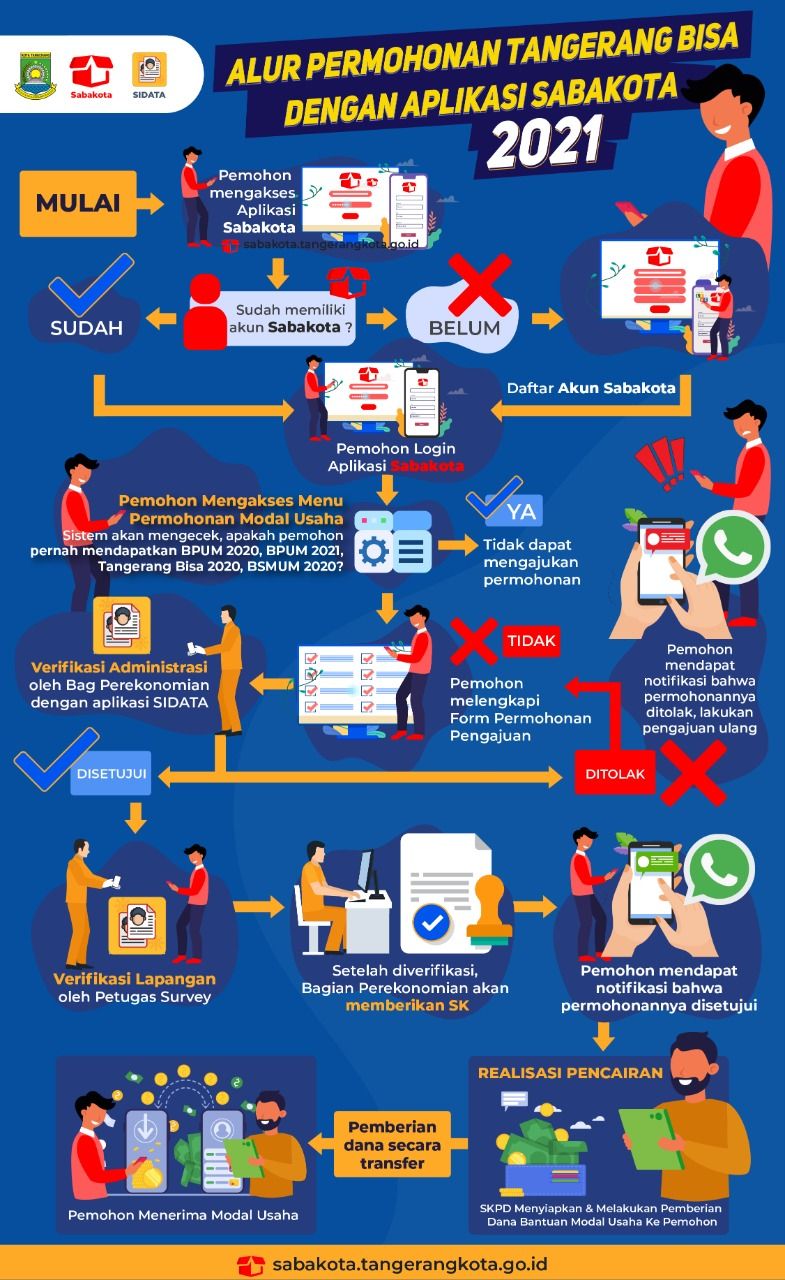 KOTA TANGERANG
Sabakota
SIDATA
ALUR PERMOHONAN TANGERANG BISA
DENGAN APLIKASI SABAKOTA
2021
MULAI
Pemohon
mengakses
Aplikasi
Sabakota
sabakota.tangerangkota.go.id
SUDAH
Sudah memiliki
akun Sabakota ?
BELUM
Daftar Akun Sabakota
Pemohon Login
Aplikasi Sabakota
Pemohon Mengakses Menu
Permohonan Modal Usaha
Sistem akan mengecek, apakah pemohon
pernah mendapatkan BPUM 2020, BPUM 2021,
Tangerang Bisa 2020, BSMUM 2020?
YA
Tidak dapat
mengajukan
permohonan
TIDAK
Pemohon
melengkapi
Form Permohonan
Pengajuan
Verifikasi Administrasi
oleh Bag Perekonomian
dengan aplikasi SIDATA
Pemohon
mendapat
notifikasi bahwa
permohonannya
ditolak, lakukan
pengajuan ulang
DISETUJUI
DITOLAK
Verifikasi Lapangan
oleh Petugas Survey
Setelah diverifikasi,
Bagian Perekonomian akan
memberikan SK
Pemohon mendapat
notifikasi bahwa
permohonannya disetujui
REALISASI PENCAIRAN
SKPD Menyiapkan & Melakukan Pemberian
Dana Bantuan Modal Usaha Ke Pemohon
Pemberian
dana secara
transfer
Pemohon Menerima Modal Usaha
sabakota.tangerangkota.go.id